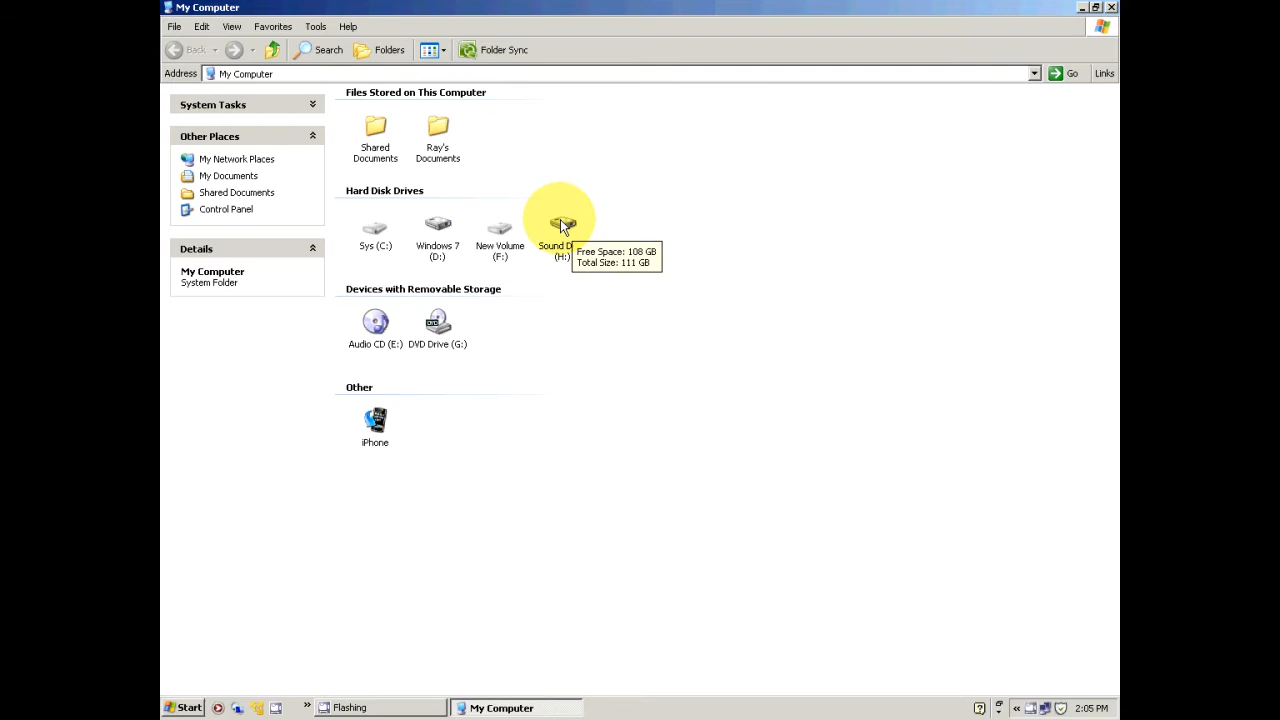 My Computer
File Edit View Favorites Tools Help
Back Search Folders Folder Sync
Address My Computer Go Links
System Tasks
Other Places
My Network Places
My Documents
Shared Documents
Control Panel
Details
My Computer
System Folder
Files Stored on This Computer
Shared Documents
Ray's Documents
Hard Disk Drives
Sys (C:)
Windows 7 (D:)
New Volume (F:)
Sound (H:)
Free Space: 108 GB
Total Size: 111 GB
Devices with Removable Storage
Audio CD (E:) DVD Drive (G:)
Other
iPhone
Start » Flashing My Computer « 2:05 PM